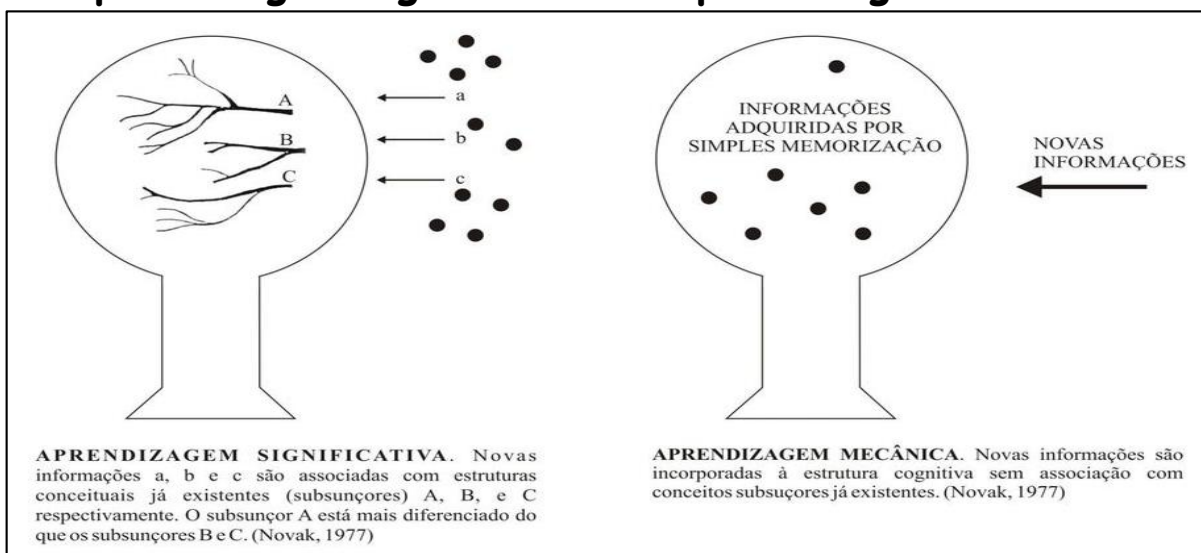 A
B
C
a
b
c
INFORMAÇÕES
ADQUIRIDAS POR
SIMPLES MEMORIZAÇÃO
NOVAS
INFORMAÇÕES
APRENDIZAGEM SIGNIFICATIVA. Novas
informações a, b e c são associadas com estruturas
conceituais já existentes (subsunçores) A, B, e C
respectivamente. O subsunçor A está mais diferenciado do
que os subsunçores B e C. (Novak, 1977)
APRENDIZAGEM MECÂNICA. Novas informações são
incorporadas à estrutura cognitiva sem associação com
conceitos subsuçores já existentes. (Novak, 1977)